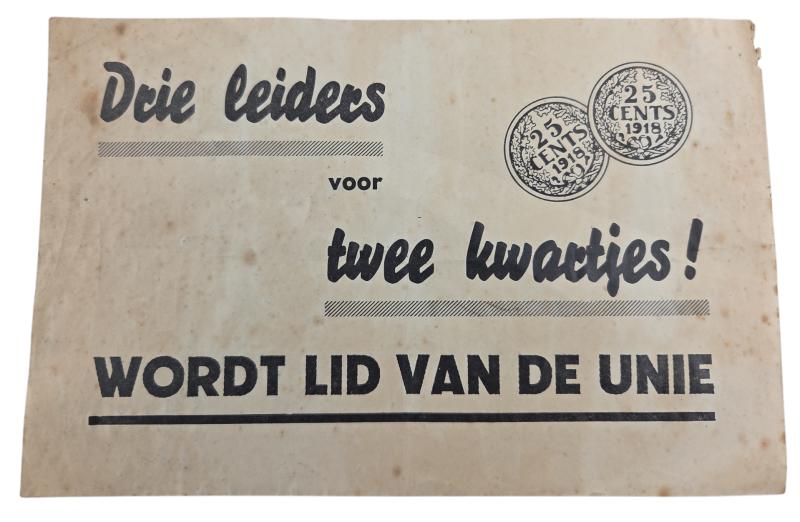 Drie leiders
voor
twee kwartjes!
WORDT LID VAN DE UNIE
25
CENTS
1918
25
CENTS
1918